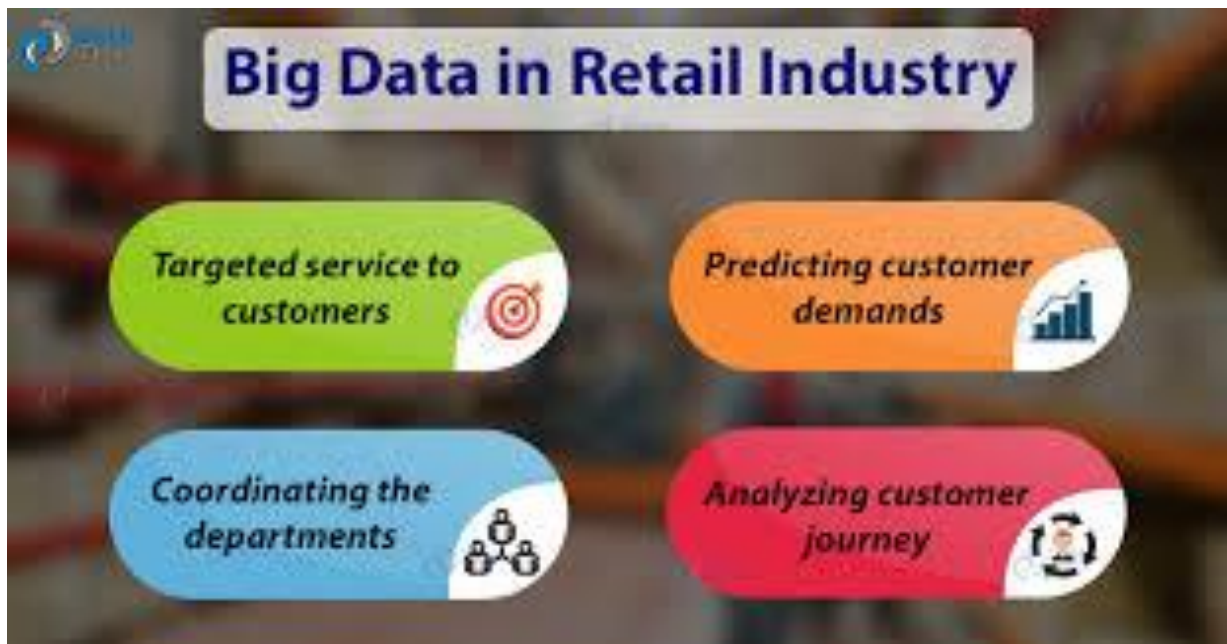 Big Data in Retail Industry
Targeted service to
customers
Predicting customer
demands
Coordinating the
departments
Analyzing customer
journey